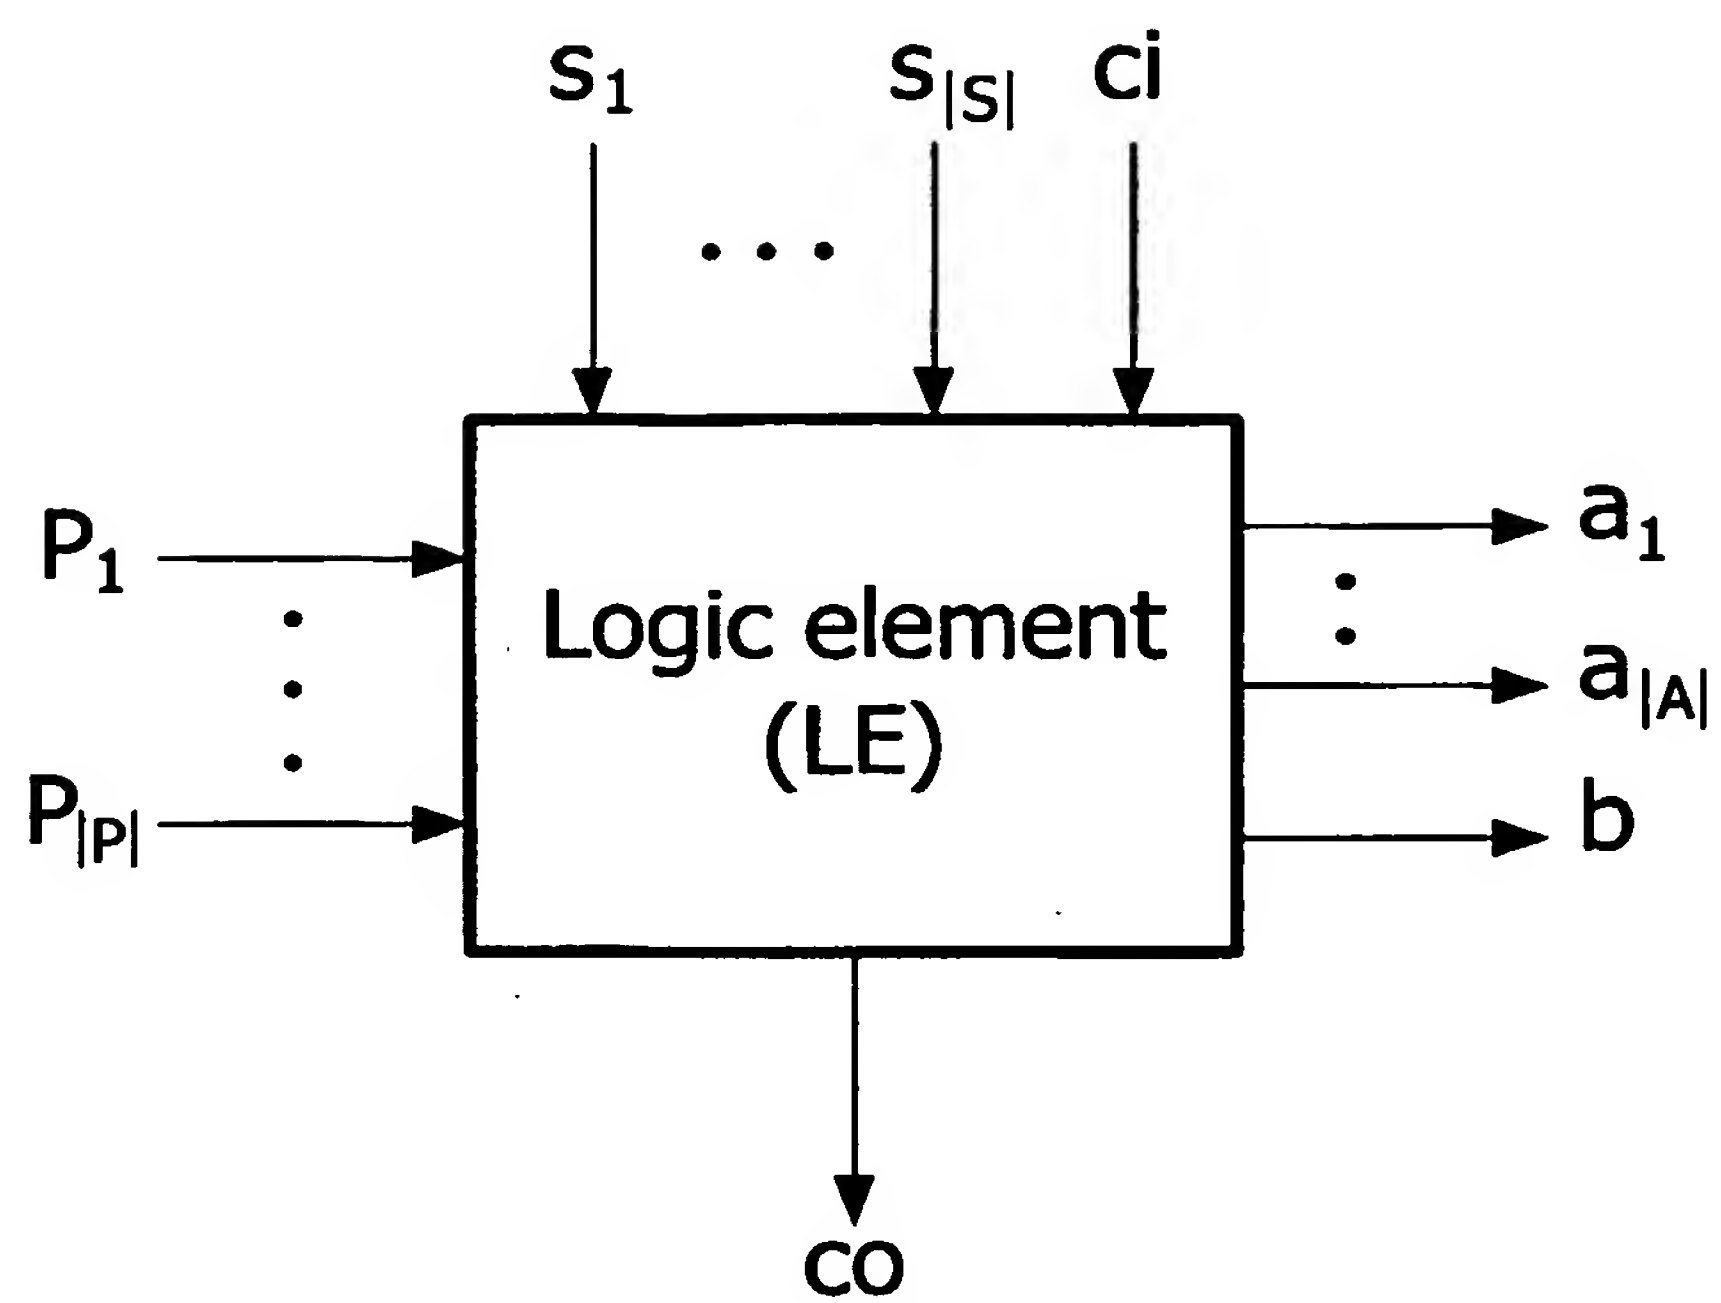 s1 s|S| ci
P1
Logic element
(LE)
P|P|
a1
a|A|
b
co